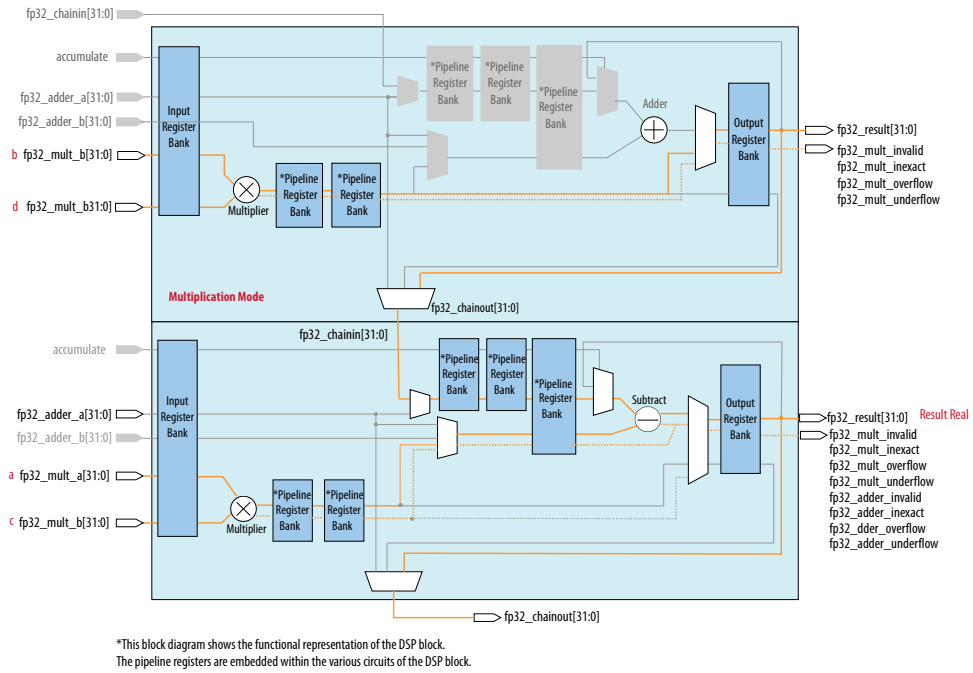 fp32_chainin[31:0]
accumulate
fp32_adder_a[31:0]
fp32_adder_b[31:0]
b fp32_mult_b[31:0]
d fp32_mult_b31:0]
Input
Register
Bank
Multiplier
*Pipeline
Register
Bank
*Pipeline
Register
Bank
*Pipeline
Register
Bank
*Pipeline
Register
Bank
*Pipeline
Register
Bank
Adder
Output
Register
Bank
fp32_result[31:0]
fp32_mult_invalid
fp32_mult_inexact
fp32_mult_overflow
fp32_mult_underflow
Multiplication Mode
fp32_chainout[31:0]
fp32_chainin[31:0]
accumulate
fp32_adder_a[31:0]
fp32_adder_b[31:0]
a fp32_mult_a[31:0]
c fp32_mult_b[31:0]
Input
Register
Bank
Multiplier
*Pipeline
Register
Bank
*Pipeline
Register
Bank
*Pipeline
Register
Bank
*Pipeline
Register
Bank
*Pipeline
Register
Bank
Subtract
Output
Register
Bank
fp32_result[31:0] Result Real
fp32_mult_invalid
fp32_mult_inexact
fp32_mult_overflow
fp32_mult_underflow
fp32_adder_invalid
fp32_adder_inexact
fp32_dder_overflow
fp32_adder_underflow
fp32_chainout[31:0]
*This block diagram shows the functional representation of the DSP block.
The pipeline registers are embedded within the various circuits of the DSP block.